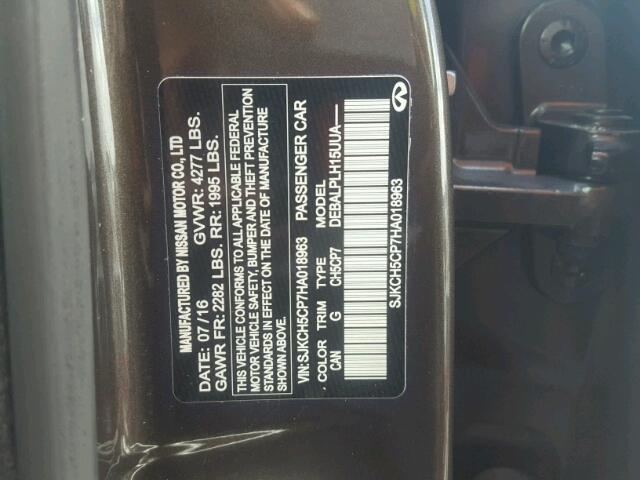 MANUFACTURED BY NISSAN MOTOR CO., LTD
DATE: 07/16 GVWR: 4277 LBS.
GAWR FR: 2282 LBS. RR: 1995 LBS.
THIS VEHICLE CONFORMS TO ALL APPLICABLE FEDERAL
MOTOR VEHICLE SAFETY, BUMPER AND THEFT PREVENTION
STANDARDS IN EFFECT ON THE DATE OF MANUFACTURE
SHOWN ABOVE.
VIN:SJKCH5CP7HA018963 PASSENGER CAR
COLOR TRIM TYPE MODEL
CAN G CH5CP7 DEBALPLH15UUA-----
SJKCH5CP7HA018963